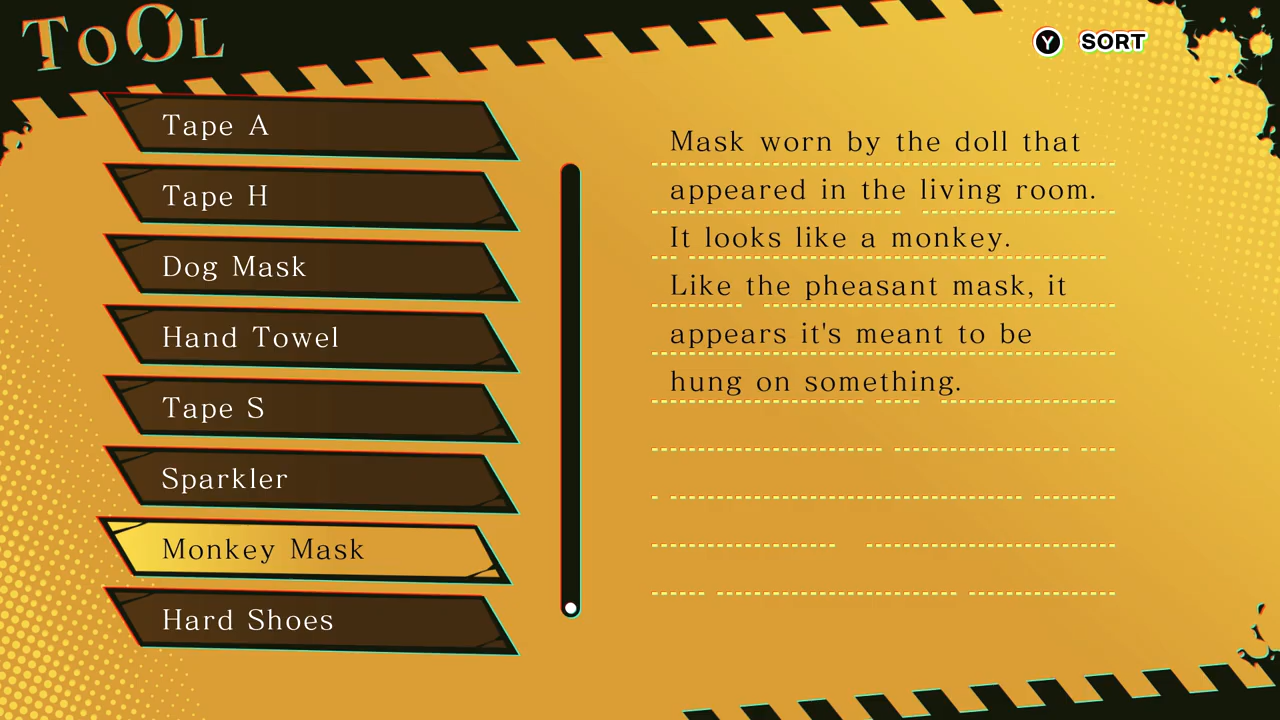 TOOL
Y SORT
Tape A
Tape H
Dog Mask
Hand Towel
Tape S
Sparkler
Monkey Mask
Hard Shoes
Mask worn by the doll that
appeared in the living room.
It looks like a monkey.
Like the pheasant mask, it
appears it's meant to be
hung on something.